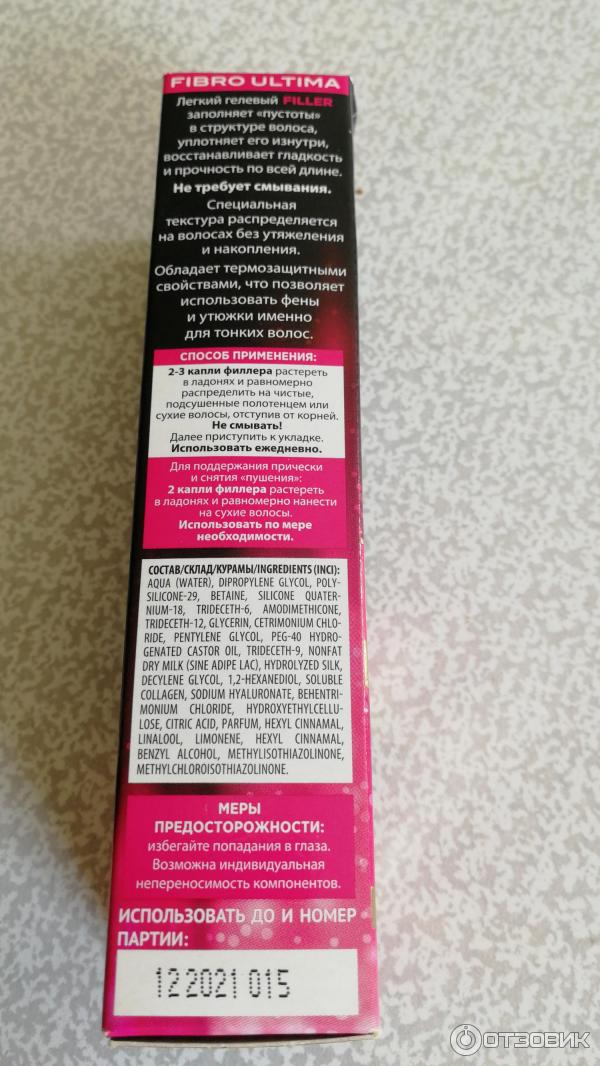 FIBRO ULTIMA
Легкий гелевый FILLER
заполняет «пустоты»
в структуре волоса,
уплотняет его изнутри,
восстанавливает гладкость
и прочность по всей длине.
Не требует смывания.
Специальная
текстура распределяется
на волосах без утяжеления
и накопления.
Обладает термозащитными
свойствами, что позволяет
использовать фены
и утюжки именно
для тонких волос.
СПОСОБ ПРИМЕНЕНИЯ:
2-3 капли филлера растереть
в ладонях и равномерно
распределить на чистые,
подсушенные полотенцем или
сухие волосы, отступив от корней.
Не смывать!
Далее приступить к укладке.
Использовать ежедневно.
Для поддержания прически
и снятия «пушения»:
2 капли филлера растереть
в ладонях и равномерно нанести
на сухие волосы.
Использовать по мере
необходимости.
СОСТАВ/СКЛАД/КУРАМЫ/INGREDIENTS (INCI):
AQUA (WATER), DIPROPYLENE GLYCOL, POLY-
SILICONE-29, BETAINE, SILICONE QUATER-
NIUM-18, TRIDECETH-6, AMODIMETHICONE,
TRIDECETH-12, GLYCERIN, CETRIMONIUM CHLO-
RIDE, PENTYLENE GLYCOL, PEG-40 HYDRO-
GENATED CASTOR OIL, TRIDECETH-9, NONFAT
DRY MILK (SINE ADIPE LAC), HYDROLYZED SILK,
DECYLENE GLYCOL, 1,2-HEXANEDIOL, SOLUBLE
COLLAGEN, SODIUM HYALURONATE, BEHENTRI-
MONIUM CHLORIDE, HYDROXYETHYLCELLU-
LOSE, CITRIC ACID, PARFUM, HEXYL CINNAMAL,
LINALOOL, LIMONENE, HEXYL CINNAMAL,
BENZYL ALCOHOL, METHYLISOTHIAZOLINONE,
METHYLCHLOROISOTHIAZOLINONE.
МЕРЫ
ПРЕДОСТОРОЖНОСТИ:
избегайте попадания в глаза.
Возможна индивидуальная
непереносимость компонентов.
ИСПОЛЬЗОВАТЬ ДО И НОМЕР
ПАРТИИ:
122021 015
ОТЗОВИК